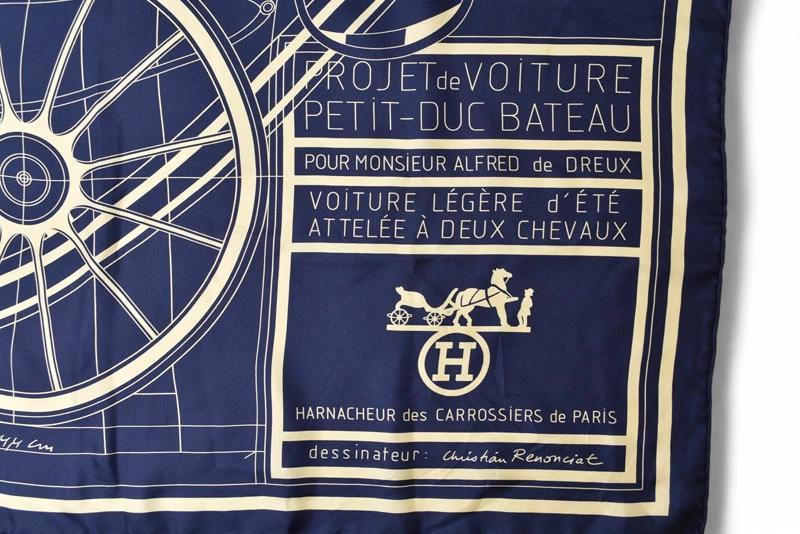 PROJET de VOITURE
PETIT-DUC BATEAU
POUR MONSIEUR ALFRED de DREUX
VOITURE LÉGÈRE d'ÉTÉ
ATTELÉE À DEUX CHEVAUX
H
HARNACHEUR des CARROSSIERS de PARIS
dessinateur: Christian Renonciat
cm